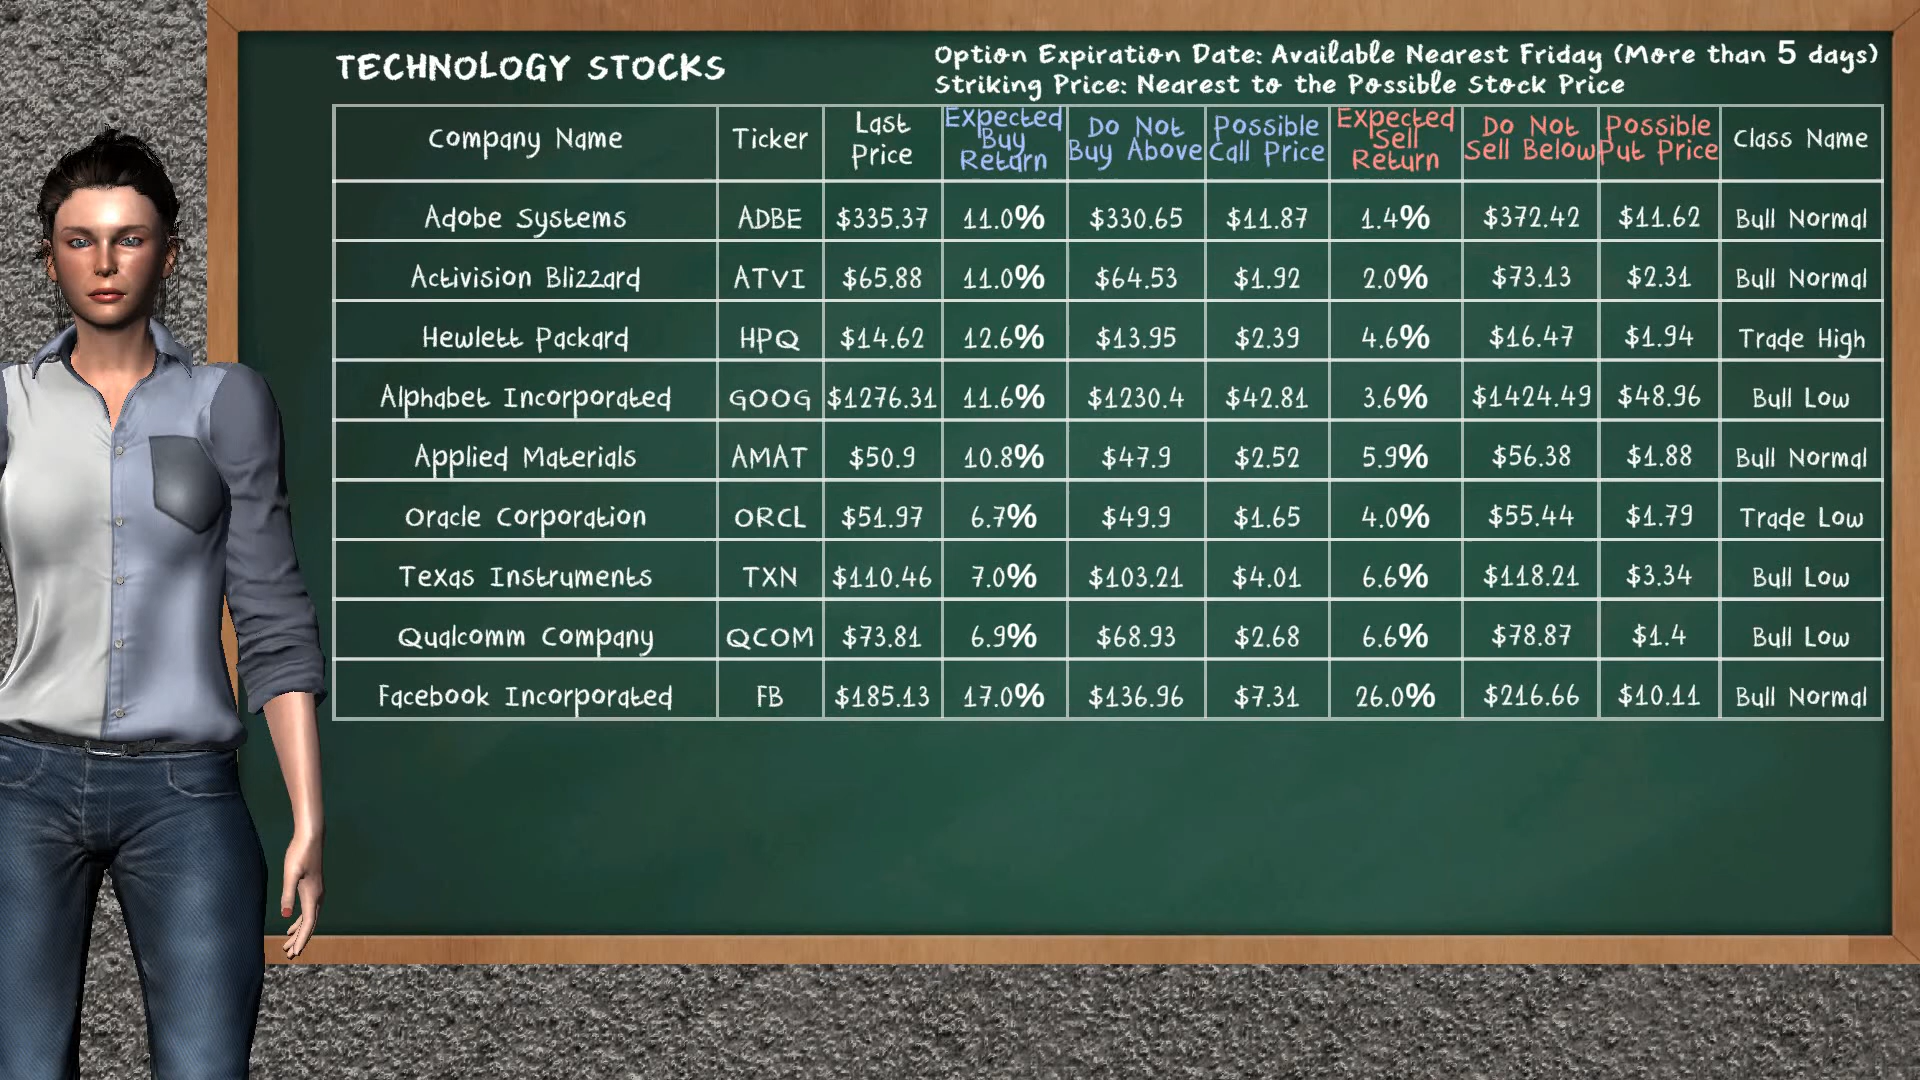 TECHNOLOGY STOCKS
Option Expiration Date: Available Nearest Friday (More than 5 days)
Striking Price: Nearest to the Possible Stock Price
Company Name Ticker Last Price Expected Buy Return Do Not Buy Above Possible Call Price Expected Sell Return Do Not Sell Below Possible Put Price Class Name
Adobe Systems ADBE $335.37 11.0% $330.65 $11.87 1.4% $372.42 $11.62 Bull Normal
Activision Blizzard ATVI $65.88 11.0% $64.53 $1.92 2.0% $73.13 $2.31 Bull Normal
Hewlett Packard HPQ $14.62 12.6% $13.95 $2.39 4.6% $16.47 $1.94 Trade High
Alphabet Incorporated GOOG $1276.31 11.6% $1230.4 $42.81 3.6% $1424.49 $48.96 Bull Low
Applied Materials AMAT $50.9 10.8% $47.9 $2.52 5.9% $56.38 $1.88 Bull Normal
Oracle Corporation ORCL $51.97 6.7% $49.9 $1.65 4.0% $55.44 $1.79 Trade Low
Texas Instruments TXN $110.46 7.0% $103.21 $4.01 6.6% $118.21 $3.34 Bull Low
Qualcomm Company QCOM $73.81 6.9% $68.93 $2.68 6.6% $78.87 $1.4 Bull Low
Facebook Incorporated FB $185.13 17.0% $136.96 $7.31 26.0% $216.66 $10.11 Bull Normal